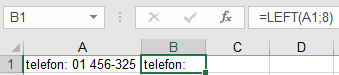 B1 fx =LEFT(A1;8)
A B C D
1 telefon: 01 456-325 telefon: